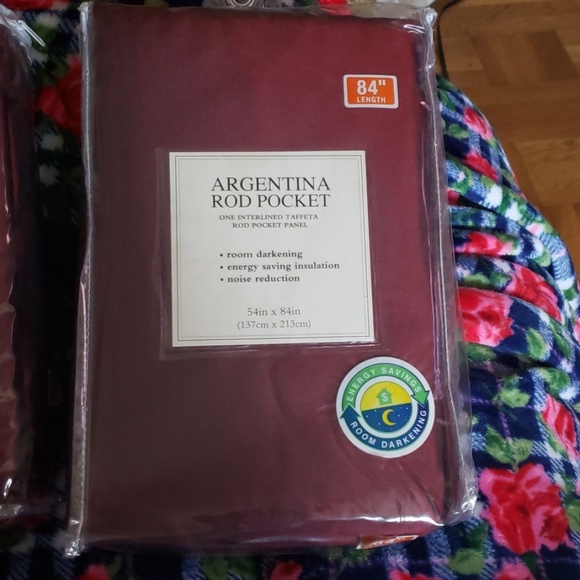 84"
LENGTH
ARGENTINA
ROD POCKET
ONE INTERLINED TAFFETA
ROD POCKET PANEL
• room darkening
• energy saving insulation
• noise reduction
54in x 84in
(137cm x 213cm)
ENERGY SAVINGS
$
ROOM DARKENING